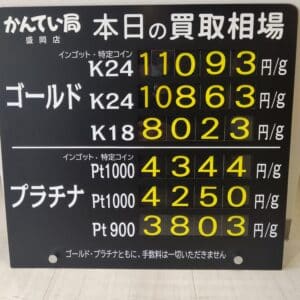 かんてい局 本日の買取相場
盛岡店
インゴット・特定コイン
K24 11093 円/g
ゴールド K24 10863 円/g
K18 8023 円/g
インゴット・特定コイン
Pt1000 4344 円/g
プラチナ Pt1000 4250 円/g
Pt900 3803 円/g
ゴールド・プラチナともに、手数料は一切いただきません